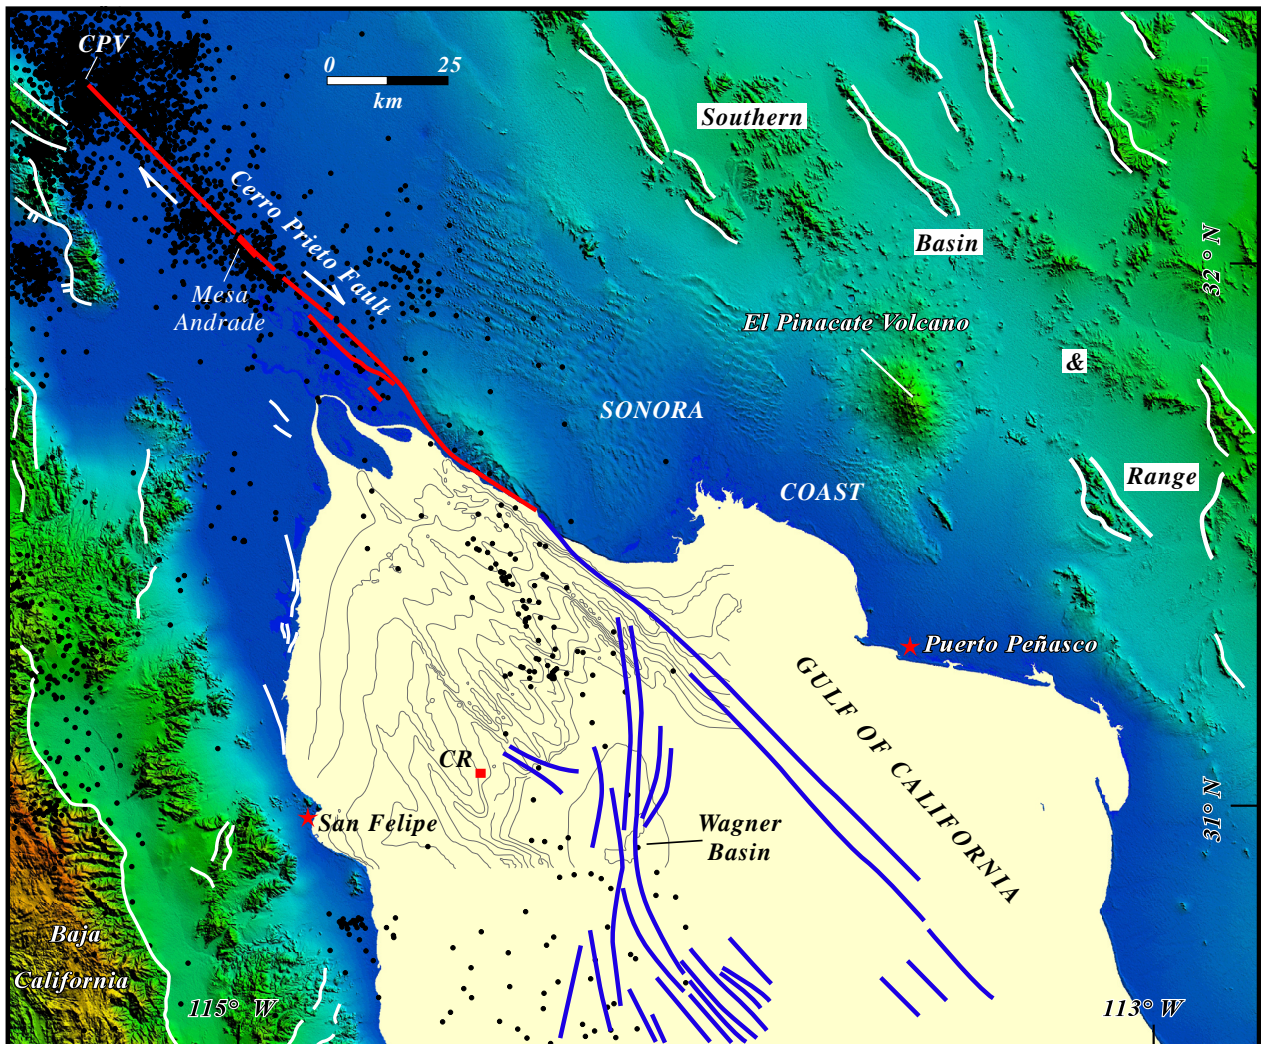 CPV
0 25
km
Southern
Cerro Prieto Fault
Basin
32° N
Mesa
Andrade
El Pinacate Volcano
&
SONORA
Range
COAST
Puerto Peñasco
GULF OF CALIFORNIA
CR
San Felipe
Wagner
Basin
31° N
Baja
California
115° W
113° W